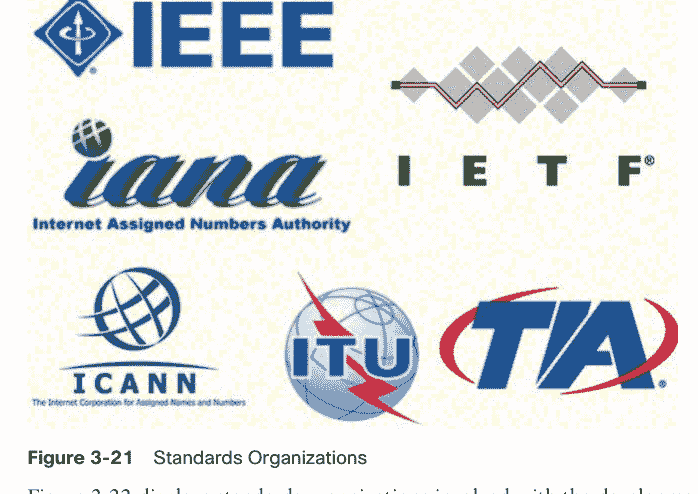 IEEE
IETF®
iana
Internet Assigned Numbers Authority
ICANN
The Internet Corporation for Assigned Names and Numbers
ITU
TIA®
Figure 3-21 Standards Organizations